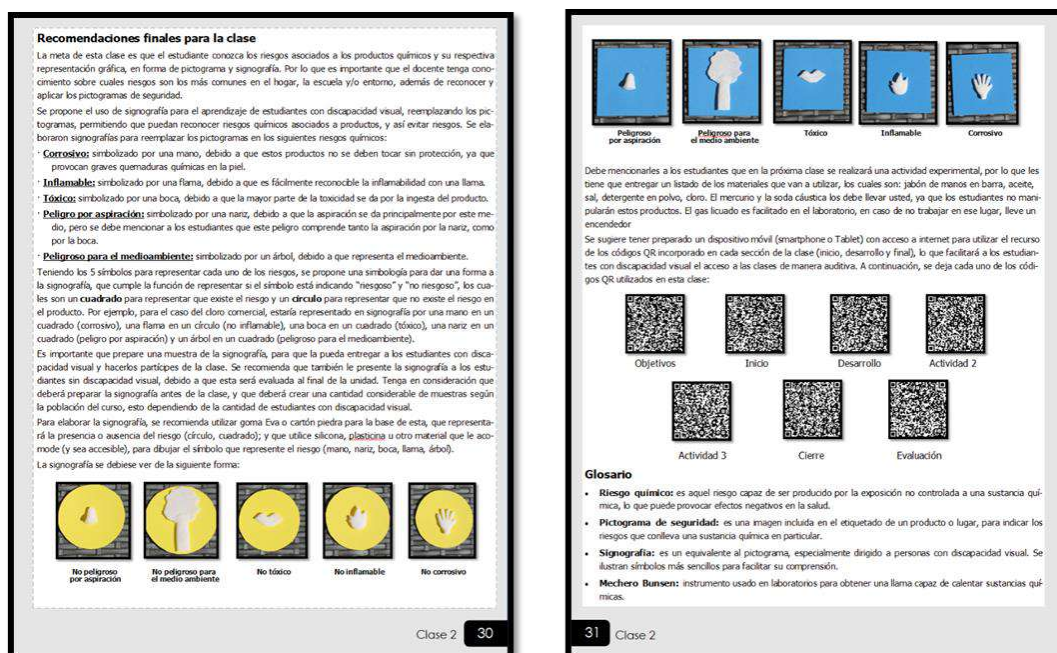 Recomendaciones finales para la clase
La meta de esta clase es que el estudiante conozca los riesgos asociados a los productos químicos y su respectiva
representación gráfica, en forma de pictograma y signografía. Por lo que es importante que el docente tenga cono-
cimiento sobre cuales riesgos son los más comunes en el hogar, la escuela y/o entorno, además de reconocer y
aplicar los pictogramas de seguridad.
Se propone el uso de signografía para el aprendizaje de estudiantes con discapacidad visual, reemplazando los pic-
togramas, permitiendo que puedan reconocer riesgos químicos asociados a productos, y así evitar riesgos. Se ela-
boraron signografías para reemplazar los pictogramas en los siguientes riesgos químicos:
· Corrosivo: simbolizado por una mano, debido a que estos productos no se deben tocar sin protección, ya que
provocan graves quemaduras químicas en la piel.
· Inflamable: simbolizado por una flama, debido a que es fácilmente reconocible la inflamabilidad con una llama.
· Tóxico: simbolizado por una boca, debido a que la mayor parte de la toxicidad se da por la ingesta del producto.
· Peligro por aspiración: simbolizado por una nariz, debido a que la aspiración se da principalmente por este me-
dio, pero se debe mencionar a los estudiantes que este peligro comprende tanto la aspiración por la nariz, como
por la boca.
· Peligroso para el medioambiente: simbolizado por un árbol, debido a que representa el medioambiente.
Teniendo los 5 símbolos para representar cada uno de los riesgos, se propone una simbología para dar una forma a
la signografía, que cumple la función de representar si el símbolo está indicando "riesgoso" y "no riesgoso", los cua-
les son un cuadrado para representar que existe el riesgo y un círculo para representar que no existe el riesgo en
el producto. Por ejemplo, para el caso del cloro comercial, estaría representado en signografía por una mano en un
cuadrado (corrosivo), una flama en un círculo (no inflamable), una boca en un cuadrado (tóxico), una nariz en un
cuadrado (peligro por aspiración) y un árbol en un cuadrado (peligroso para el medioambiente).
Es importante que prepare una muestra de la signografía, para que la pueda entregar a los estudiantes con disca-
pacidad visual y hacerlos partícipes de la clase. Se recomienda que también le presente la signografía a los estu-
diantes sin discapacidad visual, debido a que esta será evaluada al final de la unidad. Tenga en consideración que
deberá preparar la signografía antes de la clase, y que deberá crear una cantidad considerable de muestras según
la población del curso, esto dependiendo de la cantidad de estudiantes con discapacidad visual.
Para elaborar la signografía, se recomienda utilizar goma Eva o cartón piedra para la base de esta, que representa-
rá la presencia o ausencia del riesgo (círculo, cuadrado); y que utilice silicona, plasticina u otro material que le aco-
mode (y sea accesible), para dibujar el símbolo que represente el riesgo (mano, nariz, boca, llama, árbol).
La signografía se debiese ver de la siguiente forma:
No peligroso
por aspiración
No peligroso para
el medio ambiente
No tóxico
No inflamable
No corrosivo
Clase 2 30
Peligroso
por aspiración
Peligroso para
el medio ambiente
Tóxico
Inflamable
Corrosivo
Debe mencionarles a los estudiantes que en la próxima clase se realizará una actividad experimental, por lo que les
tiene que entregar un listado de los materiales que van a utilizar, los cuales son: jabón de manos en barra, aceite,
sal, detergente en polvo, cloro. El mercurio y la soda cáustica los debe llevar usted, ya que los estudiantes no mani-
pularán estos productos. El gas licuado es facilitado en el laboratorio, en caso de no trabajar en ese lugar, lleve un
encendedor
Se sugiere tener preparado un dispositivo móvil (smartphone o Tablet) con acceso a internet para utilizar el recurso
de los códigos QR incorporado en cada sección de la clase (inicio, desarrollo y final), lo que facilitará a los estudian-
tes con discapacidad visual el acceso a las clases de manera auditiva. A continuación, se deja cada uno de los códi-
gos QR utilizados en esta clase:
Objetivos
Inicio
Desarrollo
Actividad 2
Actividad 3
Cierre
Evaluación
Glosario
• Riesgo químico: es aquel riesgo capaz de ser producido por la exposición no controlada a una sustancia quí-
mica, lo que puede provocar efectos negativos en la salud.
• Pictograma de seguridad: es una imagen incluida en el etiquetado de un producto o lugar, para indicar los
riesgos que conlleva una sustancia química en particular.
• Signografía: es un equivalente al pictograma, especialmente dirigido a personas con discapacidad visual. Se
ilustran símbolos más sencillos para facilitar su comprensión.
• Mechero Bunsen: instrumento usado en laboratorios para obtener una llama capaz de calentar sustancias quí-
micas.
31 Clase 2